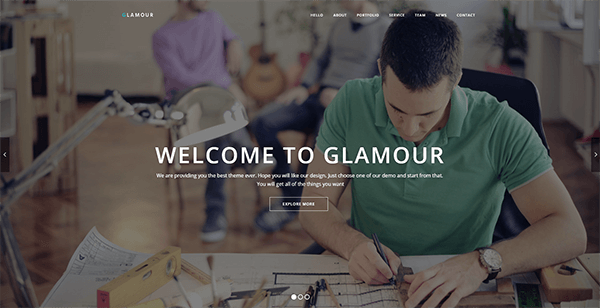 GLAMOUR
HELLO ABOUT PORTFOLIO SERVICE TEAM NEWS CONTACT
WELCOME TO GLAMOUR
We are providing you the best theme ever. Hope you will like our design. Just choose one of our demo and start from that.
You will get all of the things you want
EXPLORE MORE